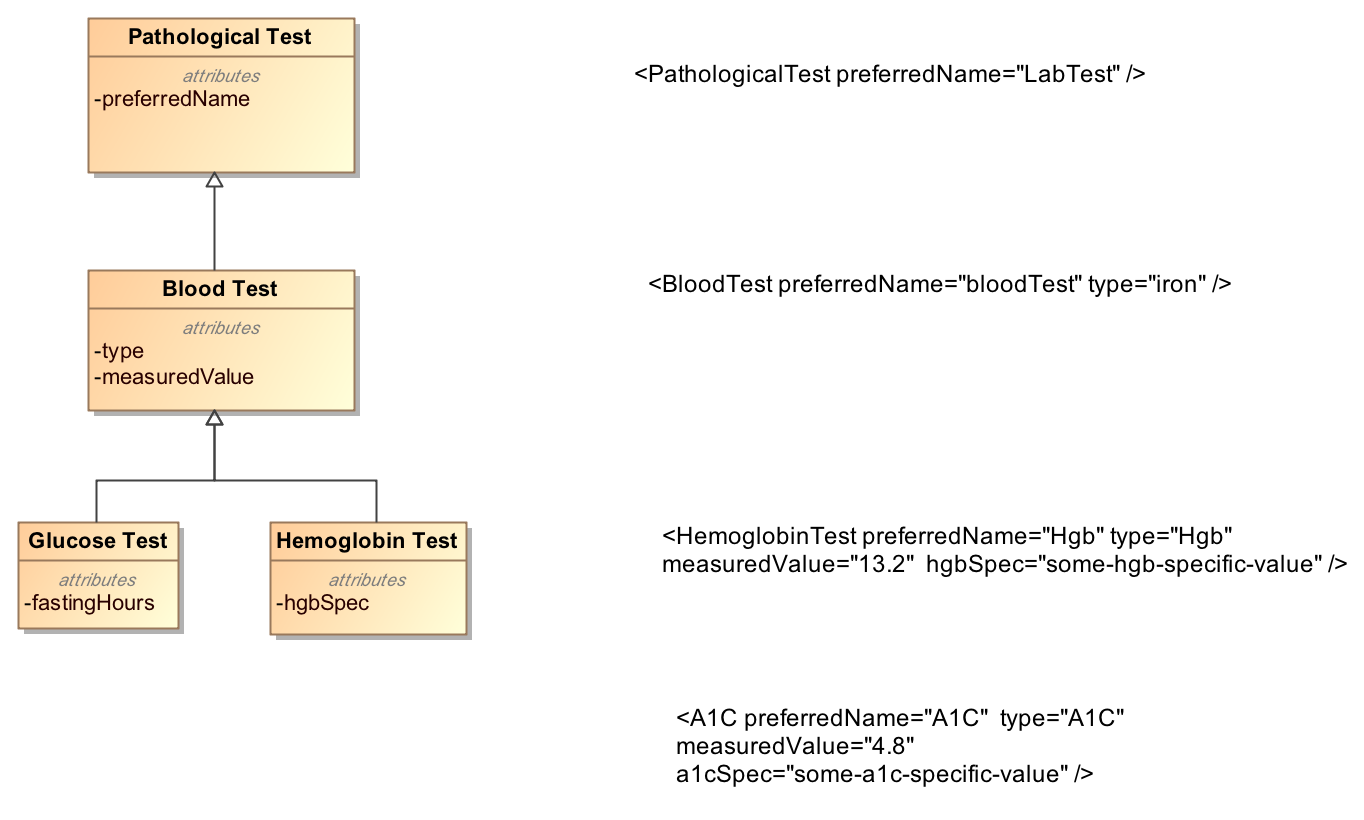 Pathological Test
attributes
-preferredName
<PathologicalTest preferredName="LabTest" />
Blood Test
attributes
-type
-measuredValue
<BloodTest preferredName="bloodTest" type="iron" />
Glucose Test
attributes
-fastingHours
Hemoglobin Test
attributes
-hgbSpec
<HemoglobinTest preferredName="Hgb" type="Hgb"
measuredValue="13.2"  hgbSpec="some-hgb-specific-value" />
<A1C preferredName="A1C"  type="A1C"
measuredValue="4.8"
a1cSpec="some-a1c-specific-value" />